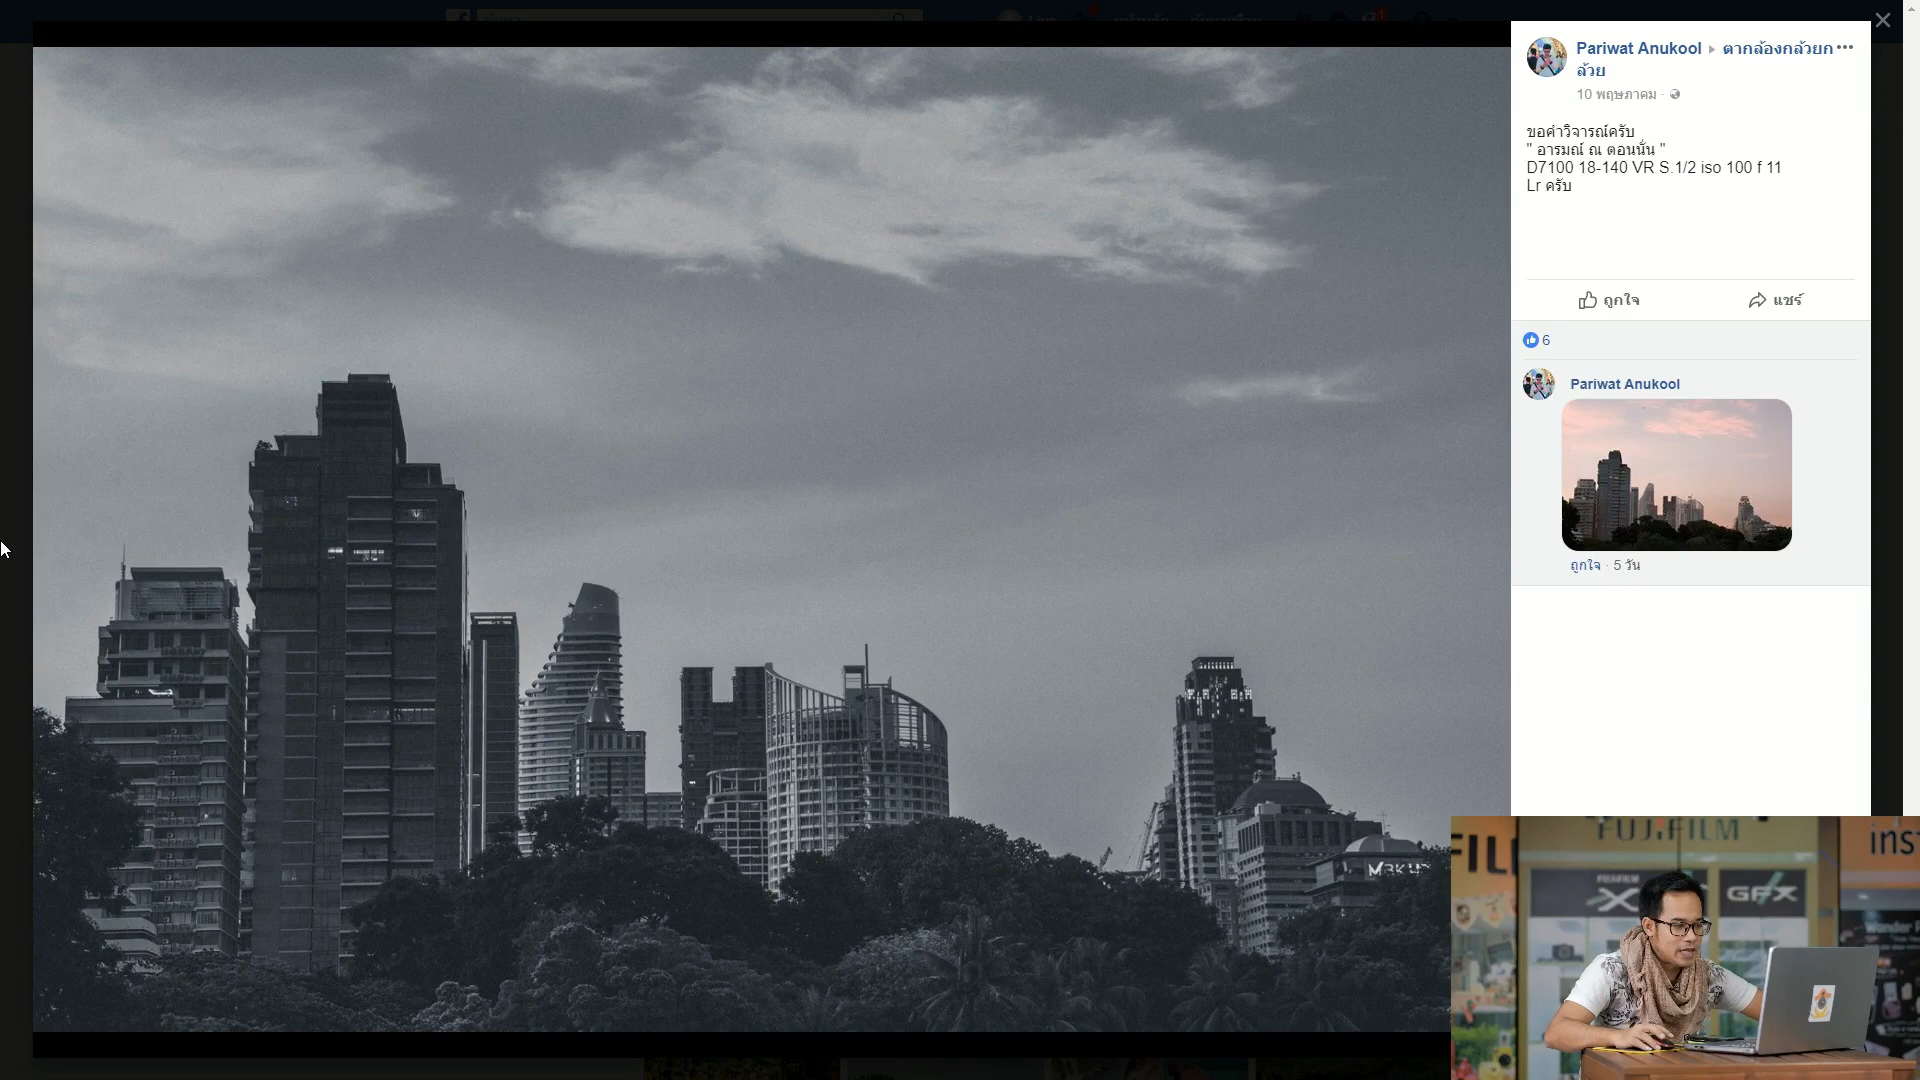 Pariwat Anukool ▸ ตากล้องกล้วยก
ล้วย
10 พฤษภาคม ·
ขอคำวิจารณ์ครับ
" อารมณ์ ณ ตอนนั่น "
D7100 18-140 VR S.1/2 iso 100 f 11
Lr ครับ
ถูกใจ แชร์
6
Pariwat Anukool
ถูกใจ · 5 วัน
FUJIFILM
FUJIFILM
X
GFX